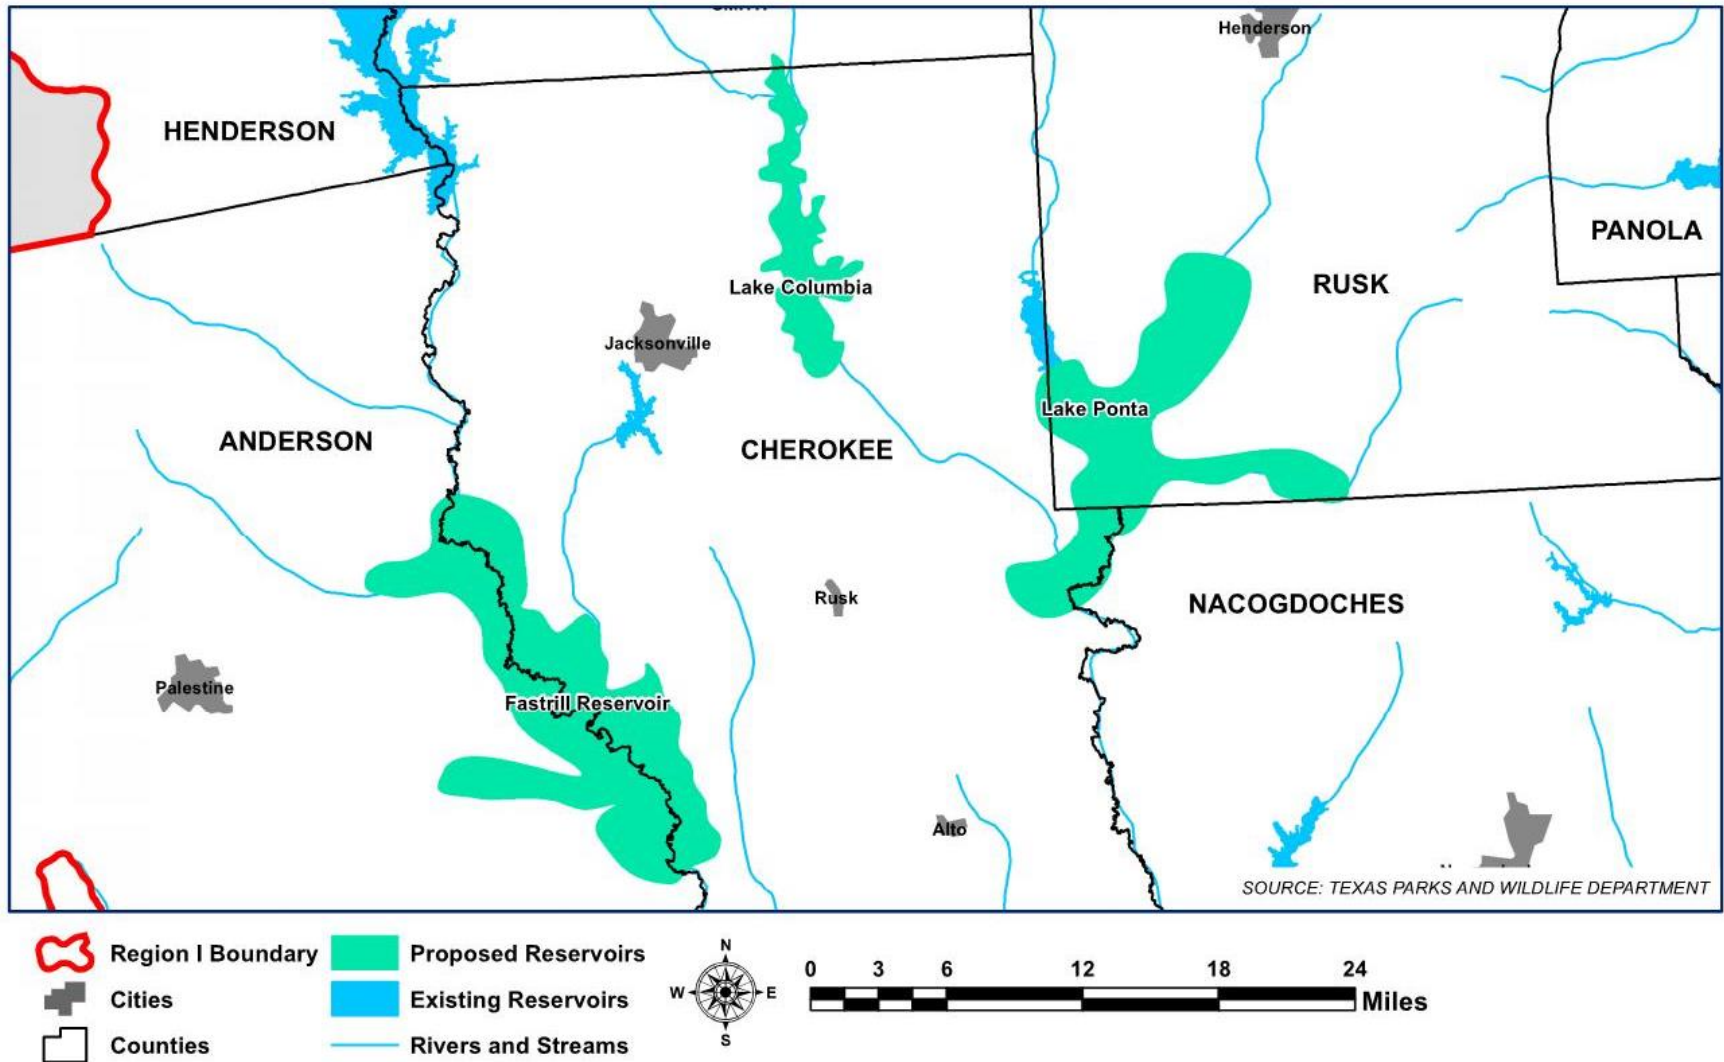 Henderson
HENDERSON
PANOLA
RUSK
Lake Columbia
Jacksonville
Lake Ponta
ANDERSON
CHEROKEE
Rusk
NACOGDOCHES
Palestine
Fastrill Reservoir
Alto
SOURCE: TEXAS PARKS AND WILDLIFE DEPARTMENT
Region I Boundary
Cities
Counties
Proposed Reservoirs
Existing Reservoirs
Rivers and Streams
N
W E
S
0 3 6 12 18 24
Miles